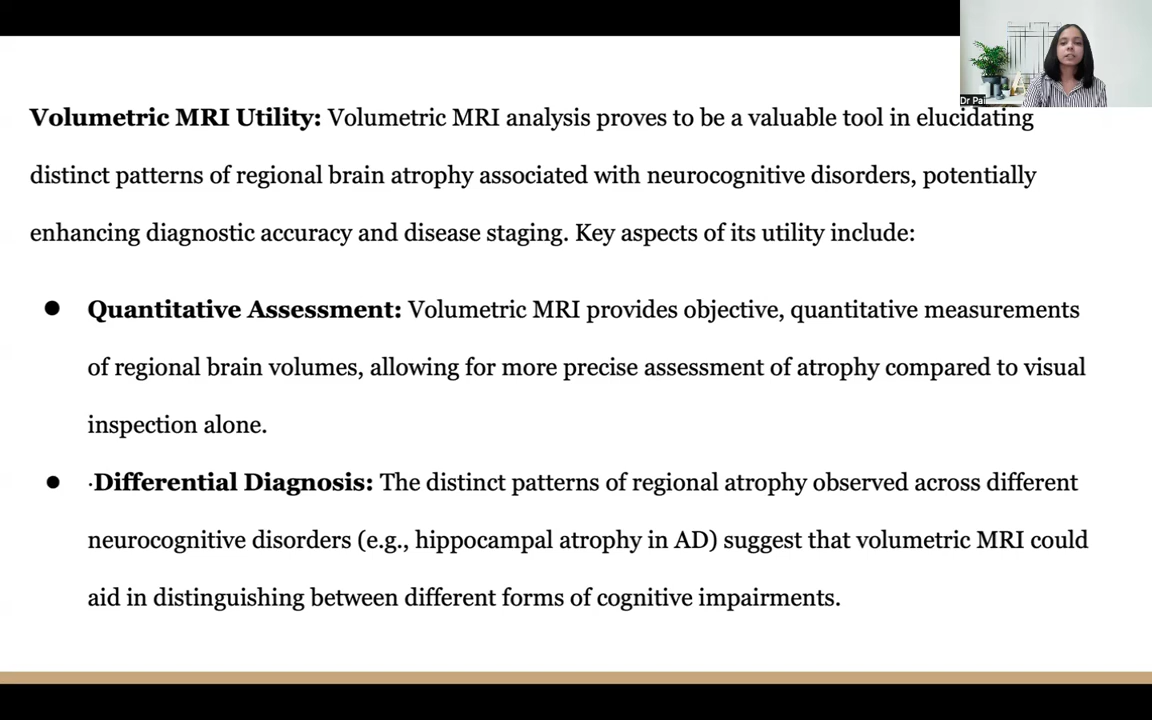 Dr Pai
Volumetric MRI Utility: Volumetric MRI analysis proves to be a valuable tool in elucidating
distinct patterns of regional brain atrophy associated with neurocognitive disorders, potentially
enhancing diagnostic accuracy and disease staging. Key aspects of its utility include:
● Quantitative Assessment: Volumetric MRI provides objective, quantitative measurements
of regional brain volumes, allowing for more precise assessment of atrophy compared to visual
inspection alone.
● ·Differential Diagnosis: The distinct patterns of regional atrophy observed across different
neurocognitive disorders (e.g., hippocampal atrophy in AD) suggest that volumetric MRI could
aid in distinguishing between different forms of cognitive impairments.